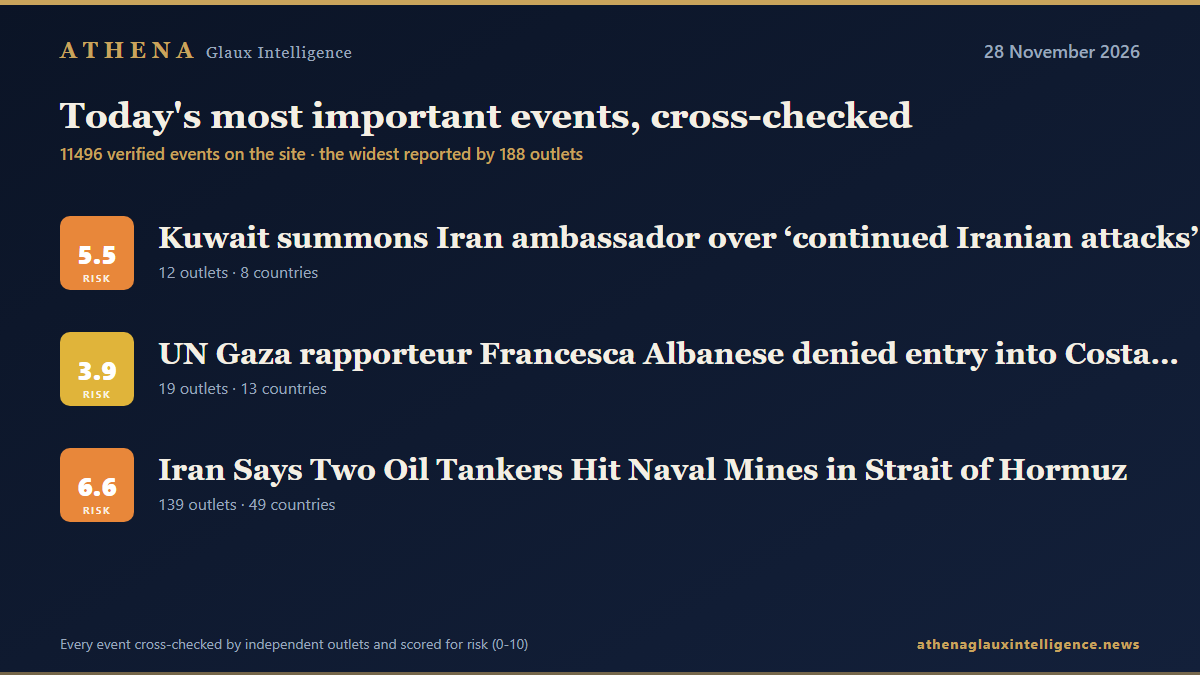 ATHENA Glaux Intelligence
28 November 2026
Today's most important events, cross-checked
11496 verified events on the site · the widest reported by 188 outlets
5.5
RISK
Kuwait summons Iran ambassador over ‘continued Iranian attacks’
12 outlets · 8 countries
3.9
RISK
UN Gaza rapporteur Francesca Albanese denied entry into Costa…
19 outlets · 13 countries
6.6
RISK
Iran Says Two Oil Tankers Hit Naval Mines in Strait of Hormuz
139 outlets · 49 countries
Every event cross-checked by independent outlets and scored for risk (0-10)
athenaglauxintelligence.news